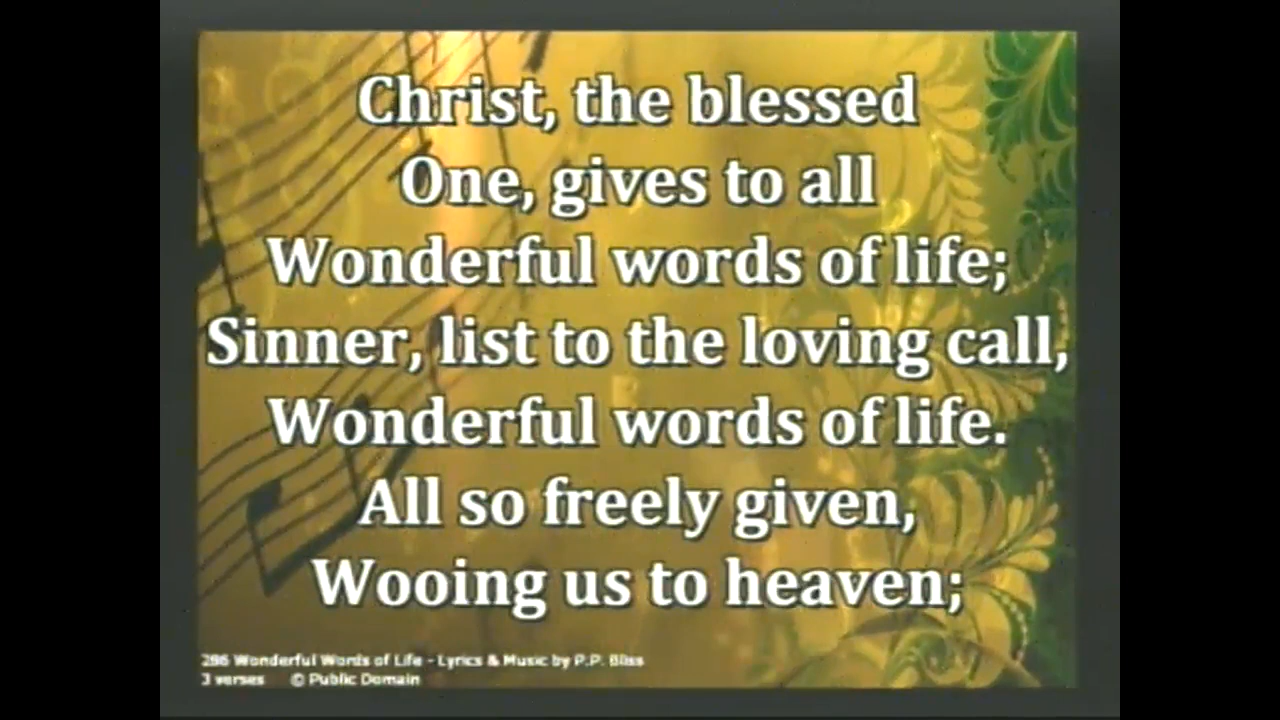 Christ, the blessed
One, gives to all
Wonderful words of life;
Sinner, list to the loving call,
Wonderful words of life.
All so freely given,
Wooing us to heaven;
286 Wonderful Words of Life - Lyrics & Music by P.P. Bliss
3 verses © Public Domain